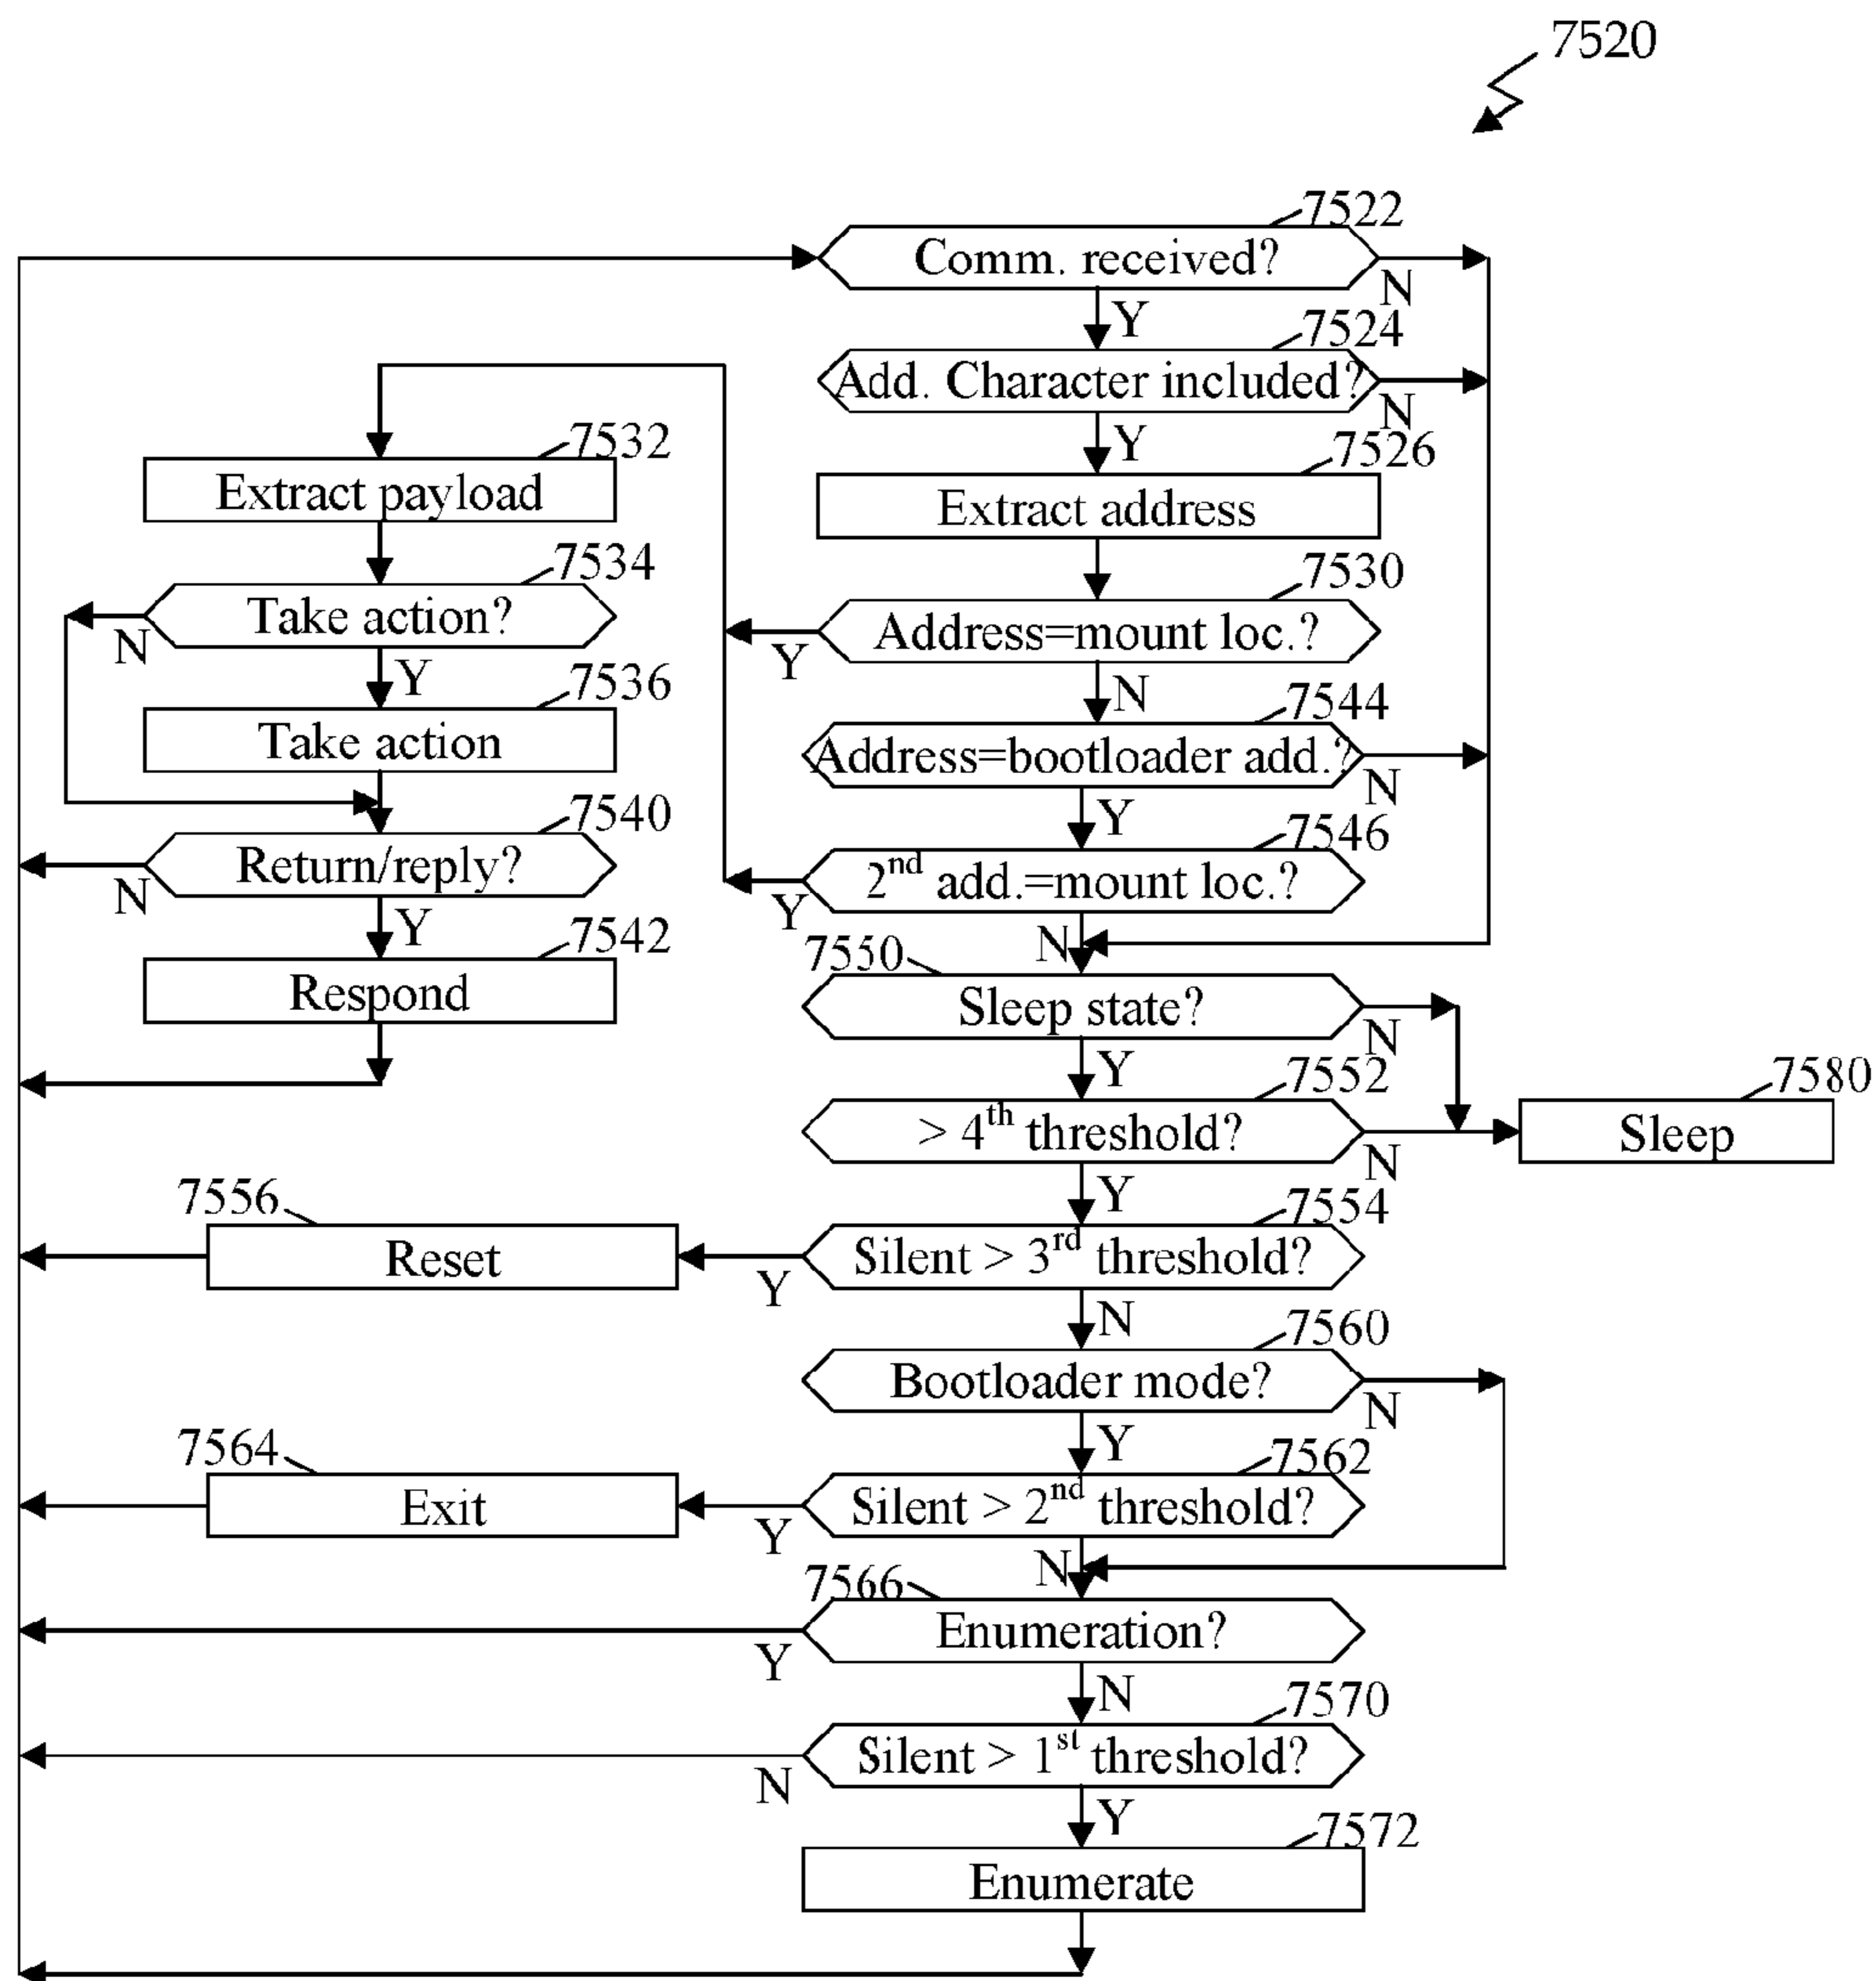 7520
7522
Comm. received?
N
Y
7524
Add. Character included?
N
Y
7526
Extract address
7530
Address=mount loc.?
Y
N
7544
Address=bootloader add.?
N
Y
7546
2nd add.=mount loc.?
Y
N
7532
Extract payload
7534
Take action?
N
Y
7536
Take action
7540
Return/reply?
N
Y
7542
Respond
7550
Sleep state?
N
Y
7552
> 4th threshold?
N
Y
7580
Sleep
7554
Silent > 3rd threshold?
Y
N
7556
Reset
7560
Bootloader mode?
N
Y
7562
Silent > 2nd threshold?
Y
N
7564
Exit
7566
Enumeration?
Y
N
7570
Silent > 1st threshold?
N
Y
7572
Enumerate